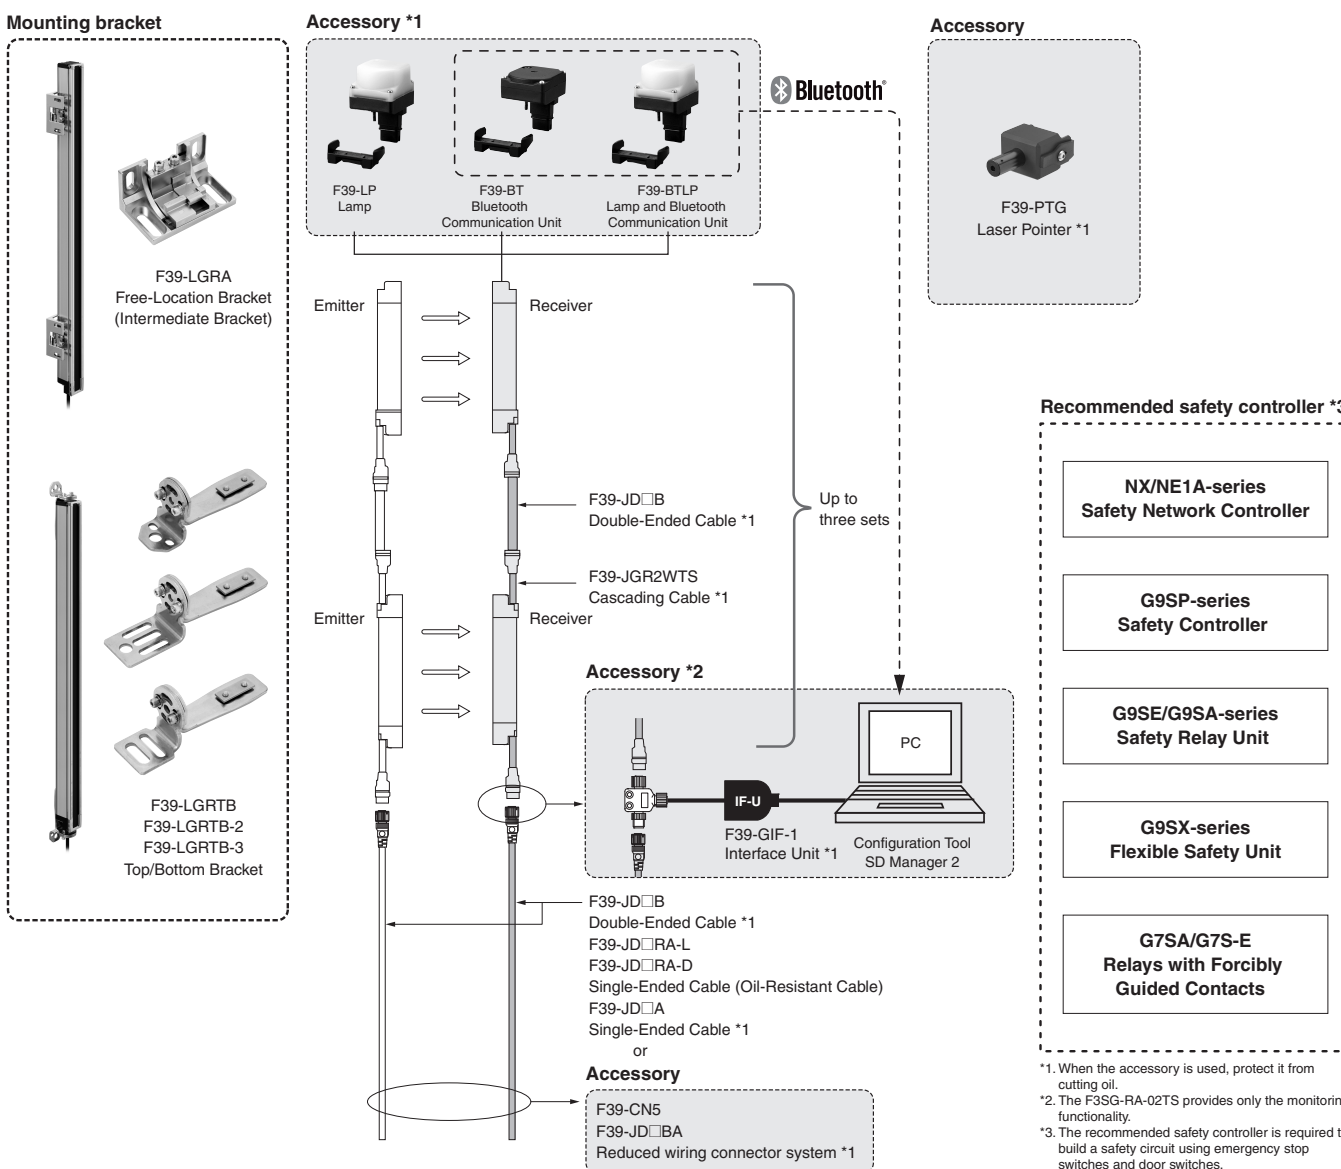 Mounting bracket
F39-LGRA
Free-Location Bracket
(Intermediate Bracket)
F39-LGRTB
F39-LGRTB-2
F39-LGRTB-3
Top/Bottom Bracket
Accessory *1
F39-LP
Lamp
F39-BT
Bluetooth
Communication Unit
F39-BTLP
Lamp and Bluetooth
Communication Unit
Bluetooth®
Accessory
F39-PTG
Laser Pointer *1
Emitter
Receiver
F39-JD□B
Double-Ended Cable *1
F39-JGR2WTS
Cascading Cable *1
Up to
three sets
Emitter
Receiver
Accessory *2
PC
IF-U
F39-GIF-1
Interface Unit *1
Configuration Tool
SD Manager 2
F39-JD□B
Double-Ended Cable *1
F39-JD□RA-L
F39-JD□RA-D
Single-Ended Cable (Oil-Resistant Cable)
F39-JD□A
Single-Ended Cable *1
or
Accessory
F39-CN5
F39-JD□BA
Reduced wiring connector system *1
Recommended safety controller *3
NX/NE1A-series
Safety Network Controller
G9SP-series
Safety Controller
G9SE/G9SA-series
Safety Relay Unit
G9SX-series
Flexible Safety Unit
G7SA/G7S-E
Relays with Forcibly
Guided Contacts
*1. When the accessory is used, protect it from
cutting oil.
*2. The F3SG-RA-02TS provides only the monitorin
functionality.
*3. The recommended safety controller is required t
build a safety circuit using emergency stop
switches and door switches.